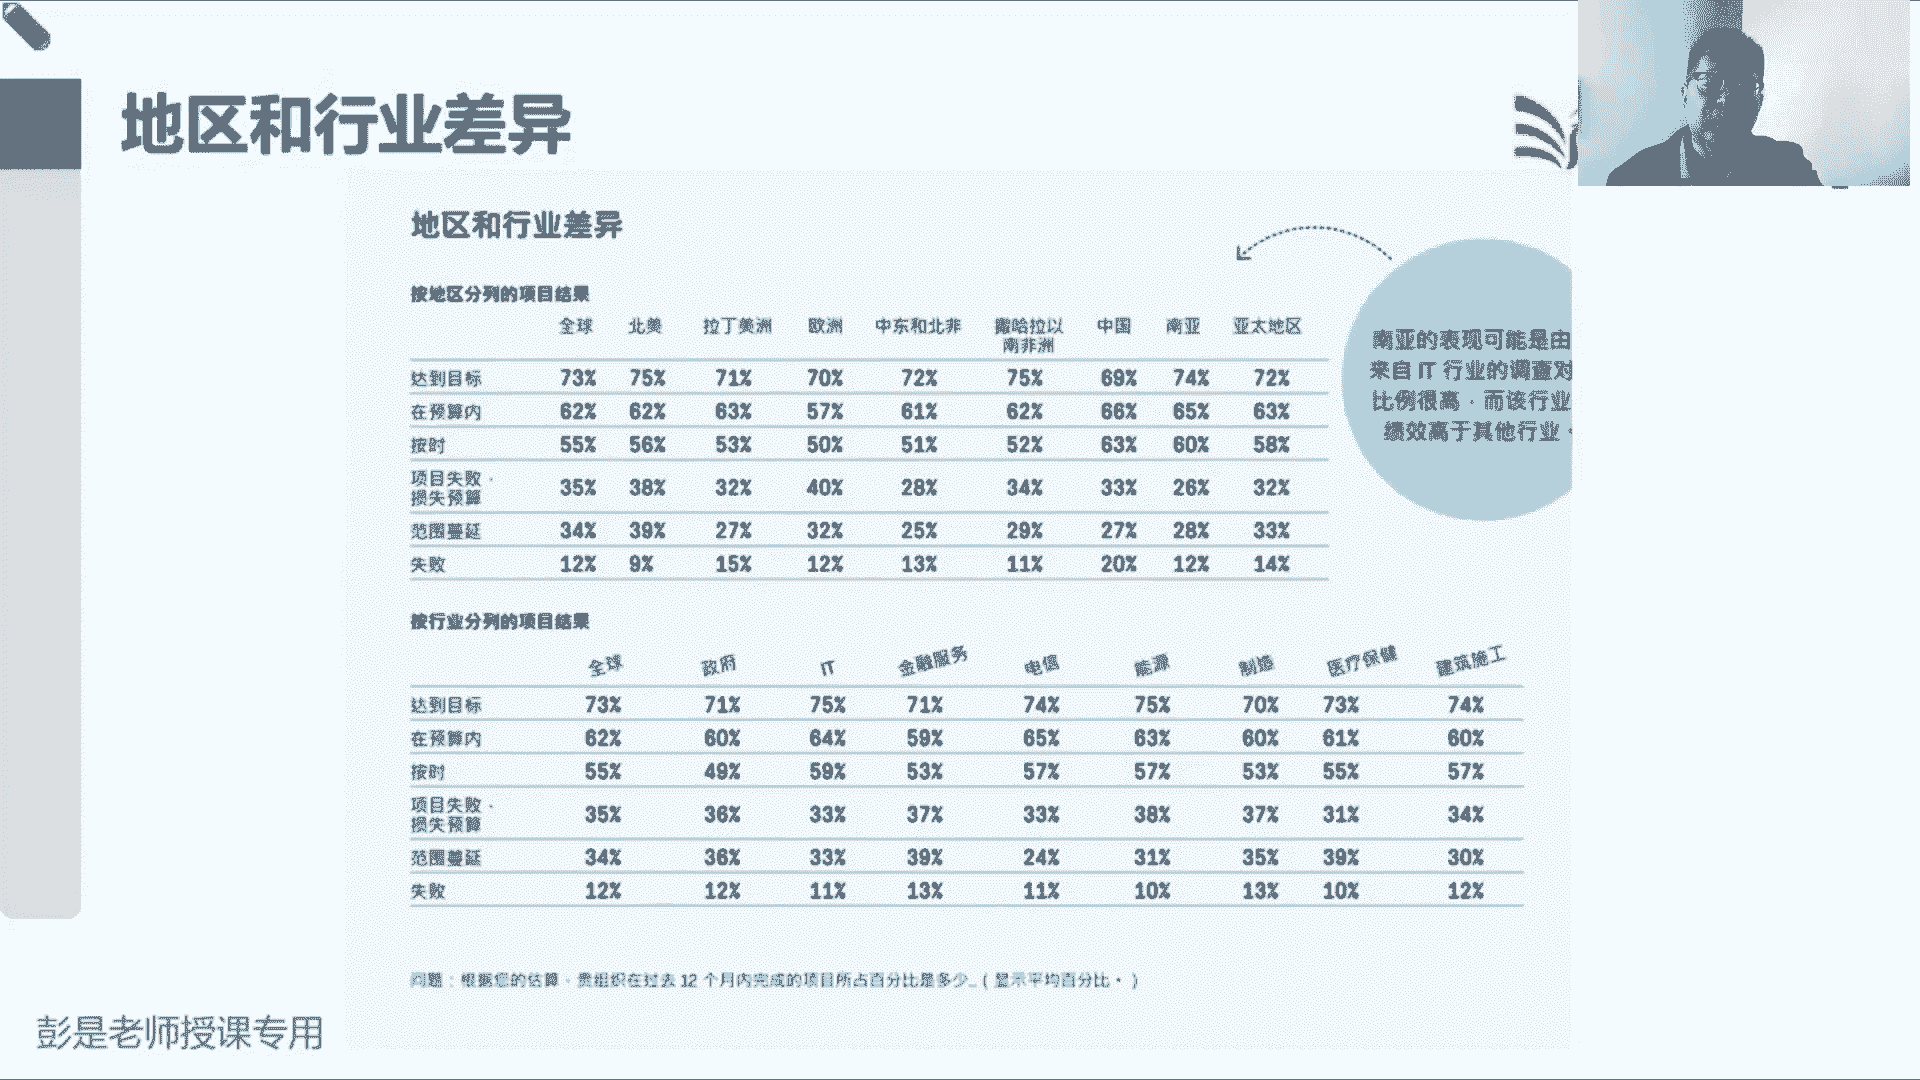 地区和行业差异
地区和行业差异
按地区分列的项目结果
全球 北美 拉丁美洲 欧洲 中东和北非 撒哈拉以南非洲 中国 南亚 亚太地区
达到目标 73% 75% 71% 70% 72% 75% 69% 74% 72%
在预算内 62% 62% 63% 57% 61% 62% 66% 65% 63%
按时 55% 56% 53% 50% 51% 52% 63% 60% 58%
项目失败，损失预算 35% 38% 32% 40% 28% 34% 33% 26% 32%
范围蔓延 34% 39% 27% 32% 25% 29% 27% 28% 33%
失败 12% 9% 15% 12% 13% 11% 20% 12% 14%
南亚的表现可能是由
来自 IT 行业的调查对
比例很高，而该行业
绩效高于其他行业。
按行业分列的项目结果
全球 政府 IT 金融服务 电信 能源 制造 医疗保健 建筑施工
达到目标 73% 71% 75% 71% 74% 75% 70% 73% 74%
在预算内 62% 60% 64% 59% 65% 63% 60% 61% 60%
按时 55% 49% 59% 53% 57% 57% 53% 55% 57%
项目失败，损失预算 35% 36% 33% 37% 33% 38% 37% 31% 34%
范围蔓延 34% 36% 33% 39% 24% 31% 35% 39% 30%
失败 12% 12% 11% 13% 11% 10% 13% 10% 12%
问题：根据您的估算，贵组织在过去 12 个月内完成的项目所占百分比是多少…(显示平均百分比。)
彭是老师授课专用